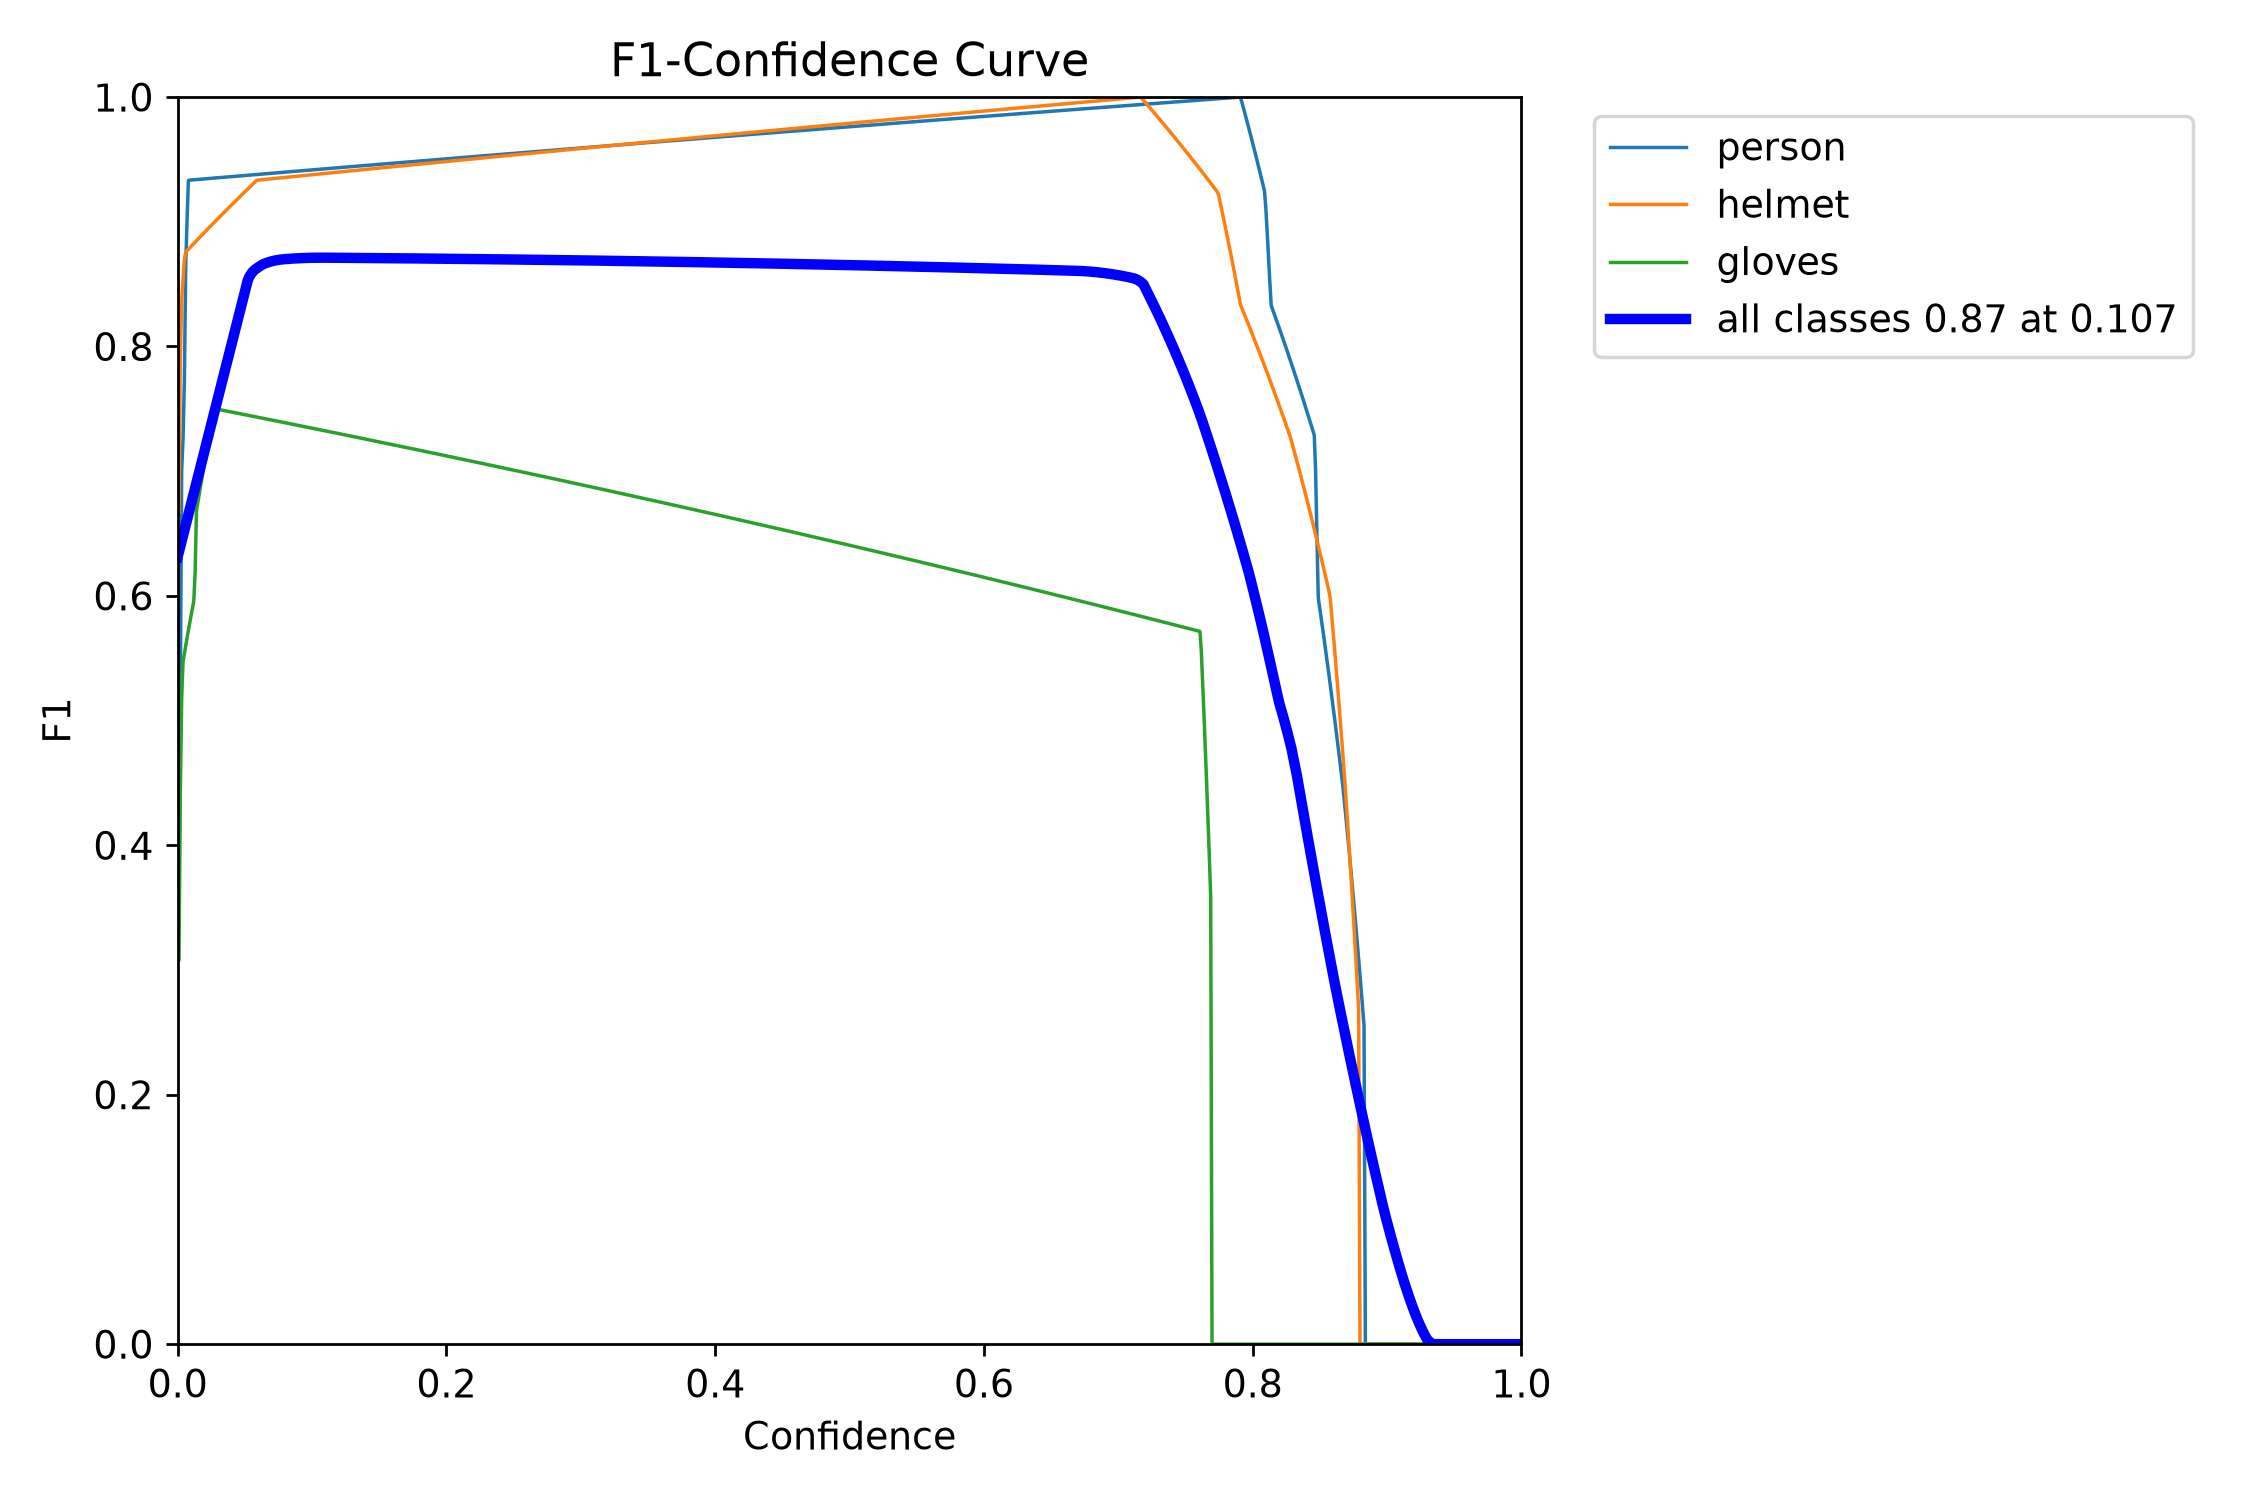 F1-Confidence Curve
1.0
0.8
0.6
0.4
0.2
0.0
F1
0.0 0.2 0.4 0.6 0.8 1.0
Confidence
person
helmet
gloves
all classes 0.87 at 0.107